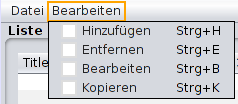 Datei Bearbeiten
Liste
Hinzufügen Strg+H
Entfernen Strg+E
Title
Bearbeiten Strg+B
Kopieren Strg+K